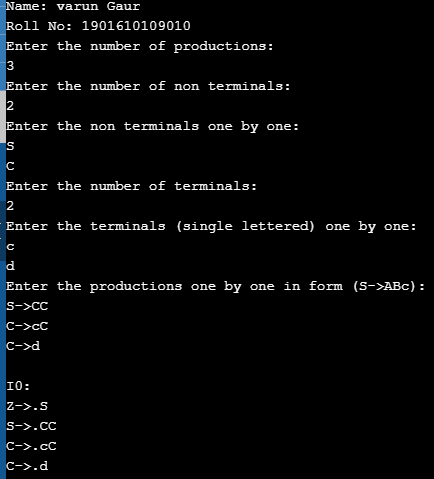 Name: varun Gaur
Roll No: 1901610109010
Enter the number of productions:
3
Enter the number of non terminals:
2
Enter the non terminals one by one:
S
C
Enter the number of terminals:
2
Enter the terminals (single lettered) one by one:
c
d
Enter the productions one by one in form (S->ABc):
S->CC
C->cC
C->d
I0:
Z->.S
S->.CC
C->.cC
C->.d